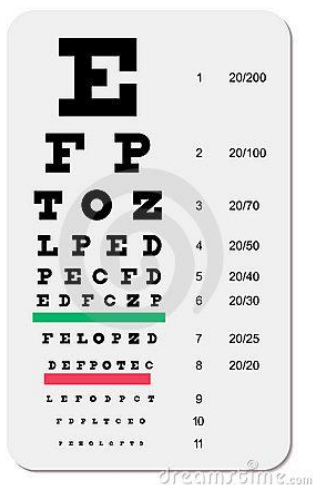 E 1 20/200
F P 2 20/100
T O Z 3 20/70
L P E D 4 20/50
P E C F D 5 20/40
E D F C Z P 6 20/30
F E L O P Z D 7 20/25
D E F P O T E C 8 20/20
L E F O D P C T 9
F D P L T C E O 10
P E Z O L C F T D 11
dreamstime.com